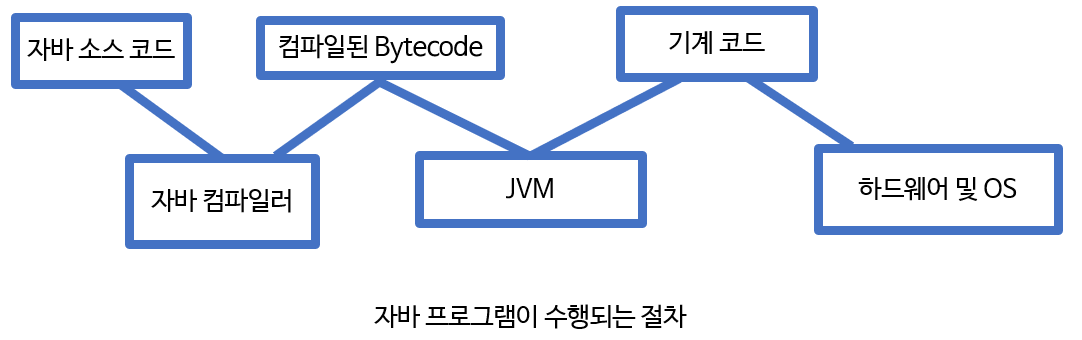 자바 소스 코드
컴파일된 Bytecode
기계 코드
자바 컴파일러
JVM
하드웨어 및 OS
자바 프로그램이 수행되는 절차